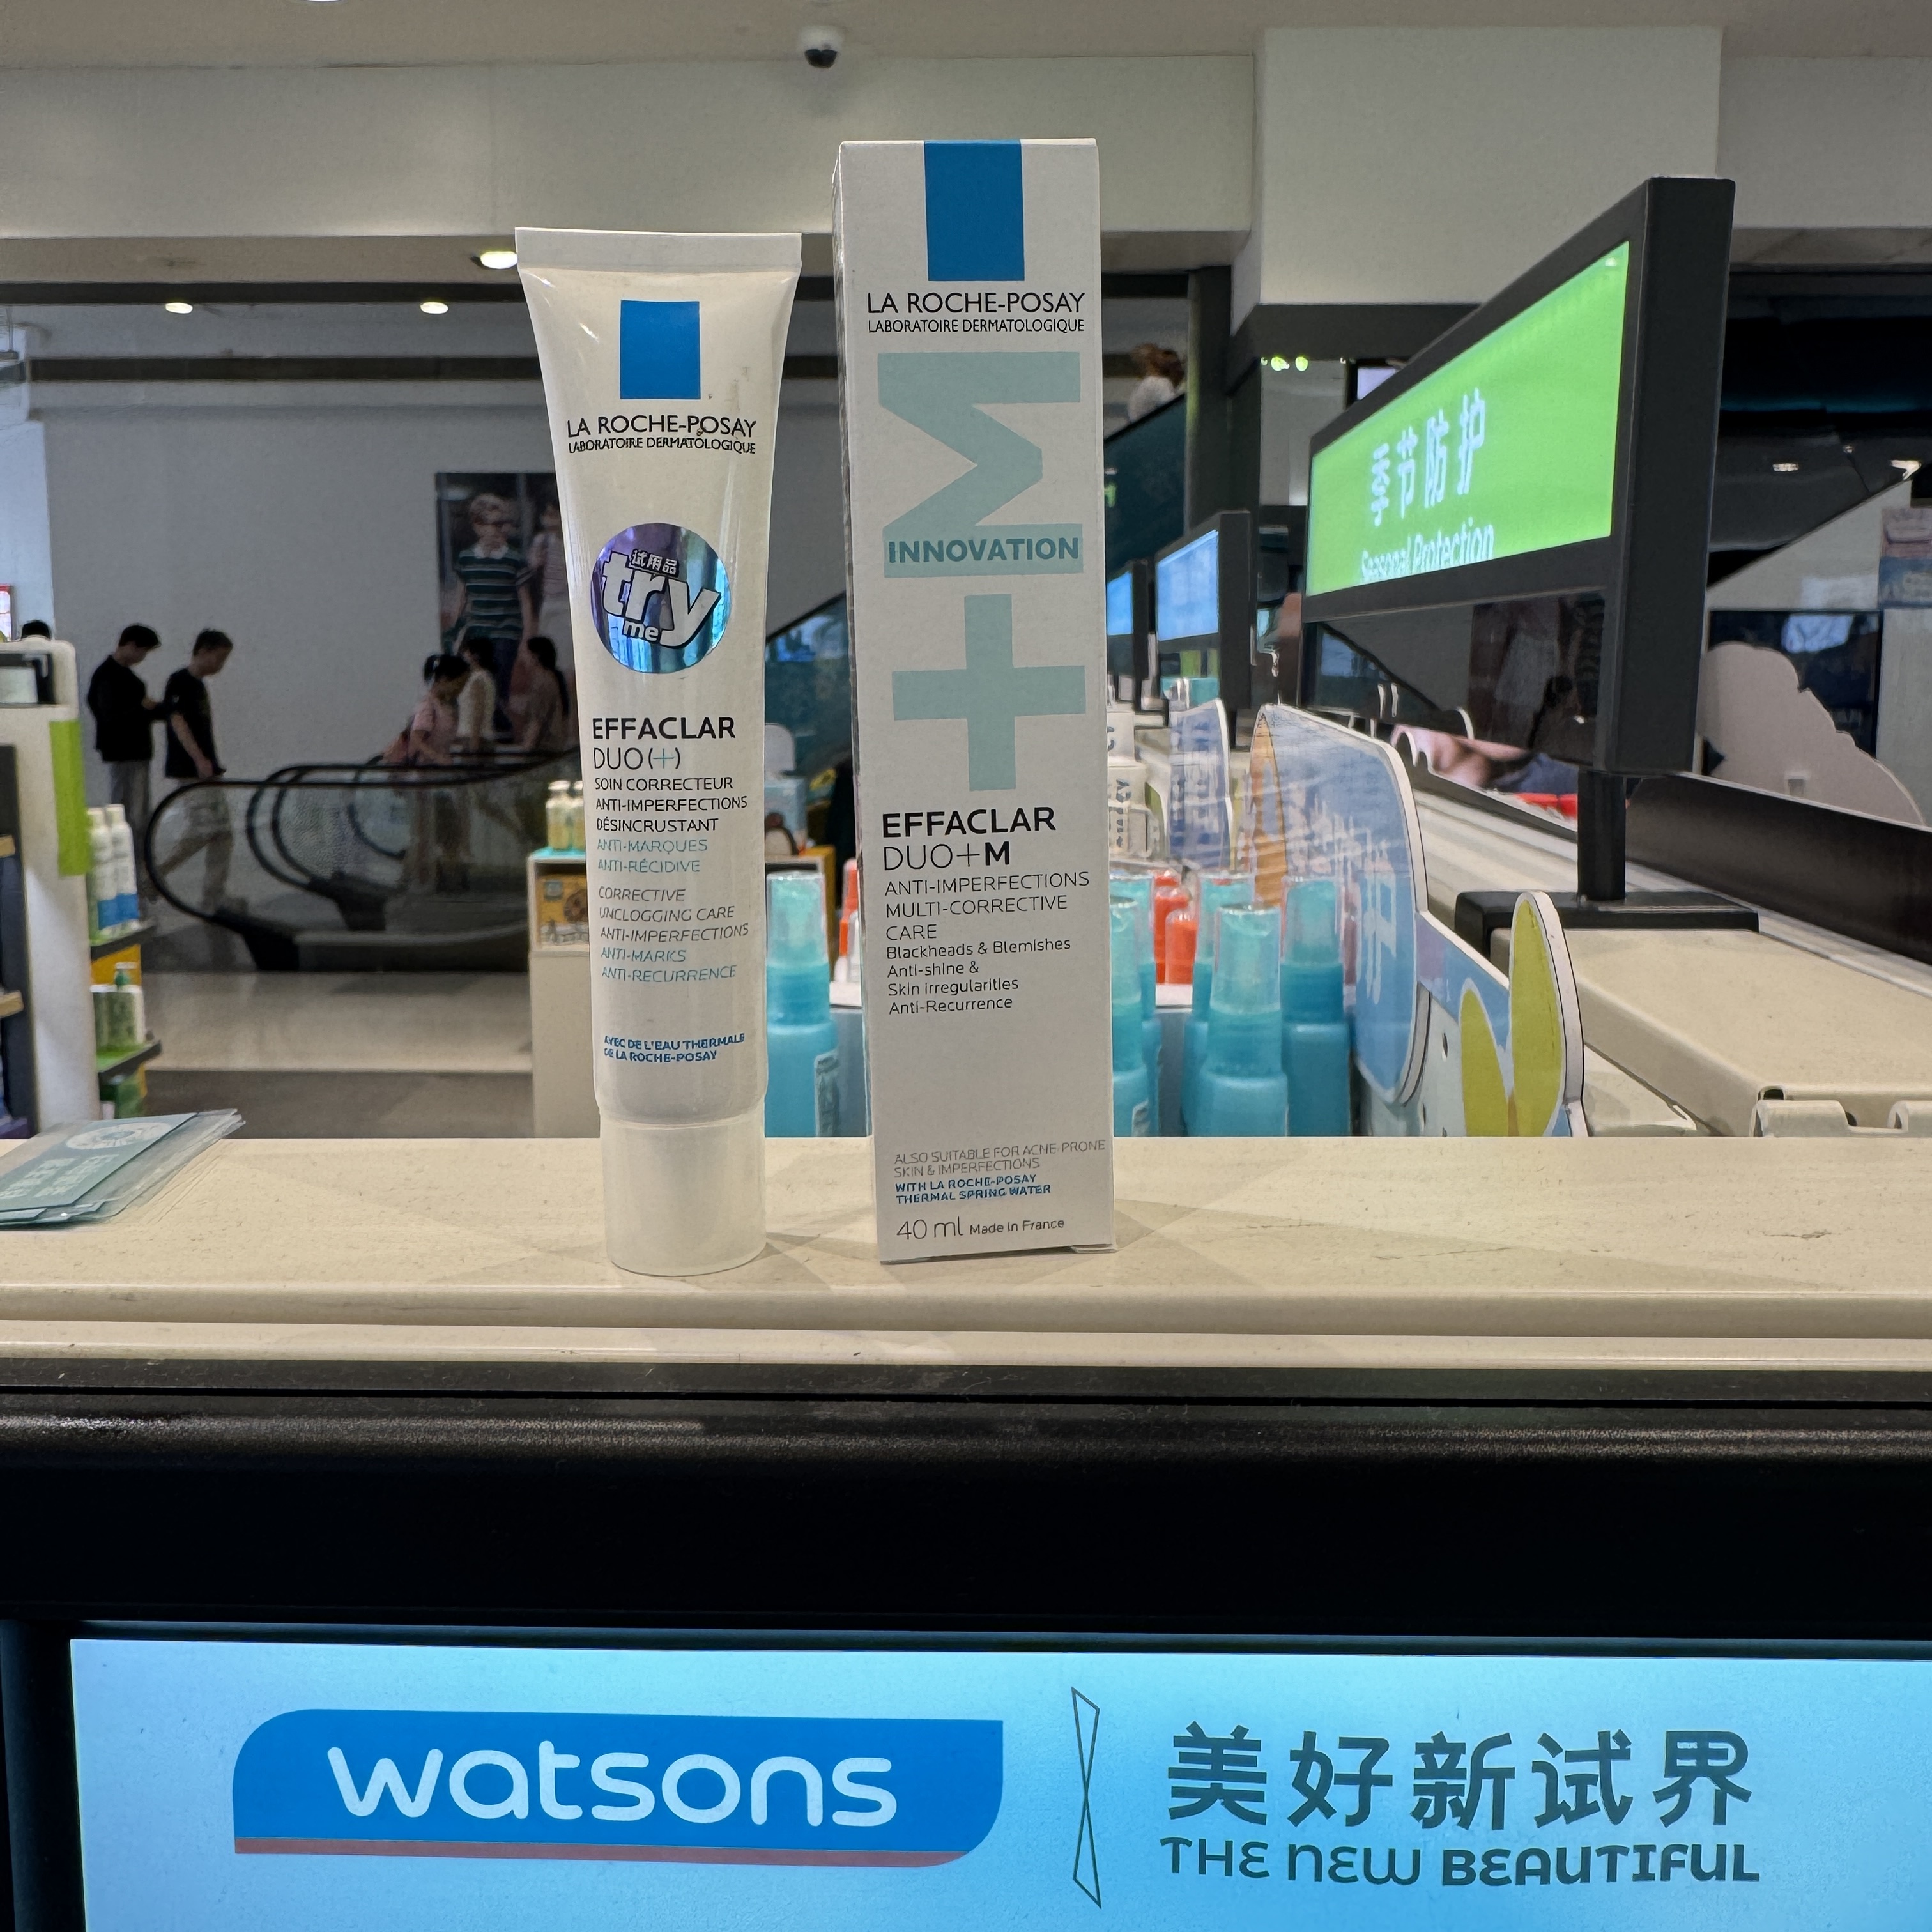 LA ROCHE-POSAY
LABORATOIRE DERMATOLOGIQUE
试用品
try
me
EFFACLAR
DUO(+)
SOIN CORRECTEUR
ANTI-IMPERFECTIONS
DÉSINCRUSTANT
ANTI-MARQUES
ANTI-RÉCIDIVE
CORRECTIVE
UNCLOGGING CARE
ANTI-IMPERFECTIONS
ANTI-MARKS
ANTI-RECURRENCE
AVEC DE L'EAU THERMALE
DE LA ROCHE-POSAY
LA ROCHE-POSAY
LABORATOIRE DERMATOLOGIQUE
M
INNOVATION
+
EFFACLAR
DUO+M
ANTI-IMPERFECTIONS
MULTI-CORRECTIVE
CARE
Blackheads & Blemishes
Anti-shine &
Skin irregularities
Anti-Recurrence
ALSO SUITABLE FOR ACNE-PRONE
SKIN & IMPERFECTIONS
WITH LA ROCHE-POSAY
THERMAL SPRING WATER
40 ml Made in France
季节防护
Seasonal Protection
watsons
美好新试界
THE NEW BEAUTIFUL